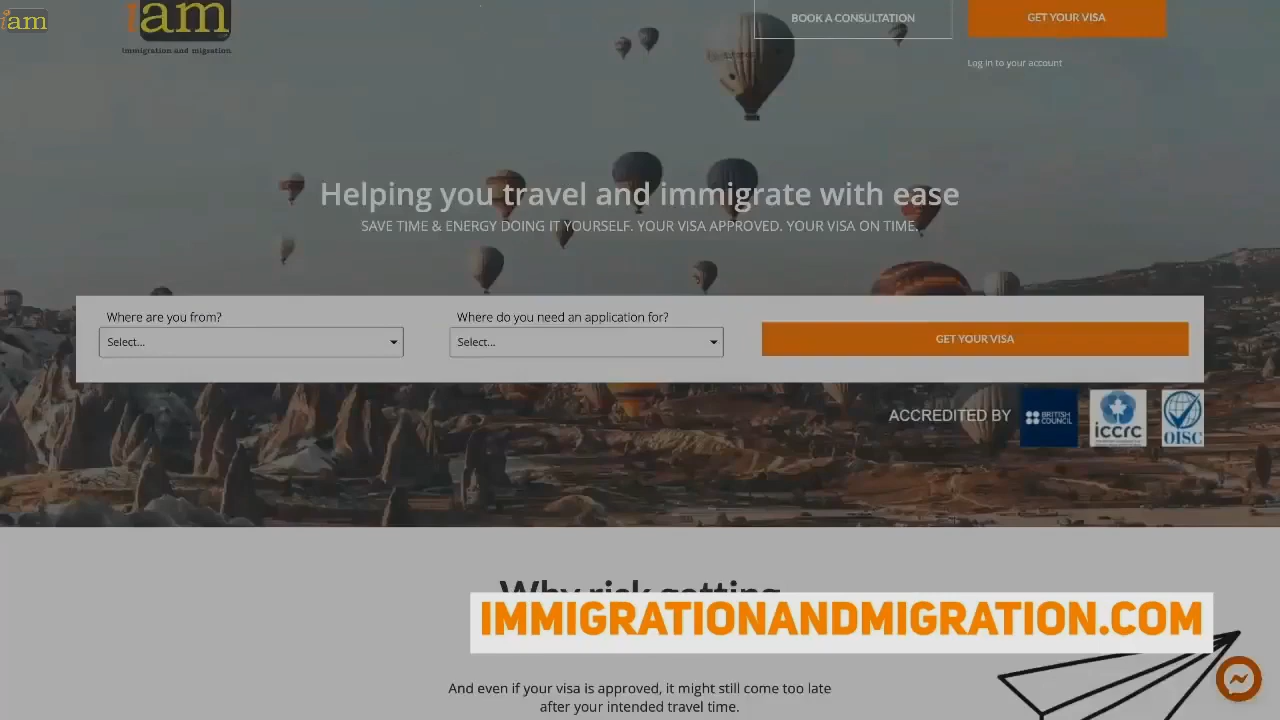 iam
iam
immigration and migration
BOOK A CONSULTATION
GET YOUR VISA
Log in to your account
Helping you travel and immigrate with ease
SAVE TIME & ENERGY DOING IT YOURSELF. YOUR VISA APPROVED. YOUR VISA ON TIME.
Where are you from?
Where do you need an application for?
Select...
Select...
GET YOUR VISA
ACCREDITED BY
BRITISH
COUNCIL
iccrc
OISC
Why risk getting
IMMIGRATIONANDMIGRATION.COM
And even if your visa is approved, it might still come too late
after your intended travel time.